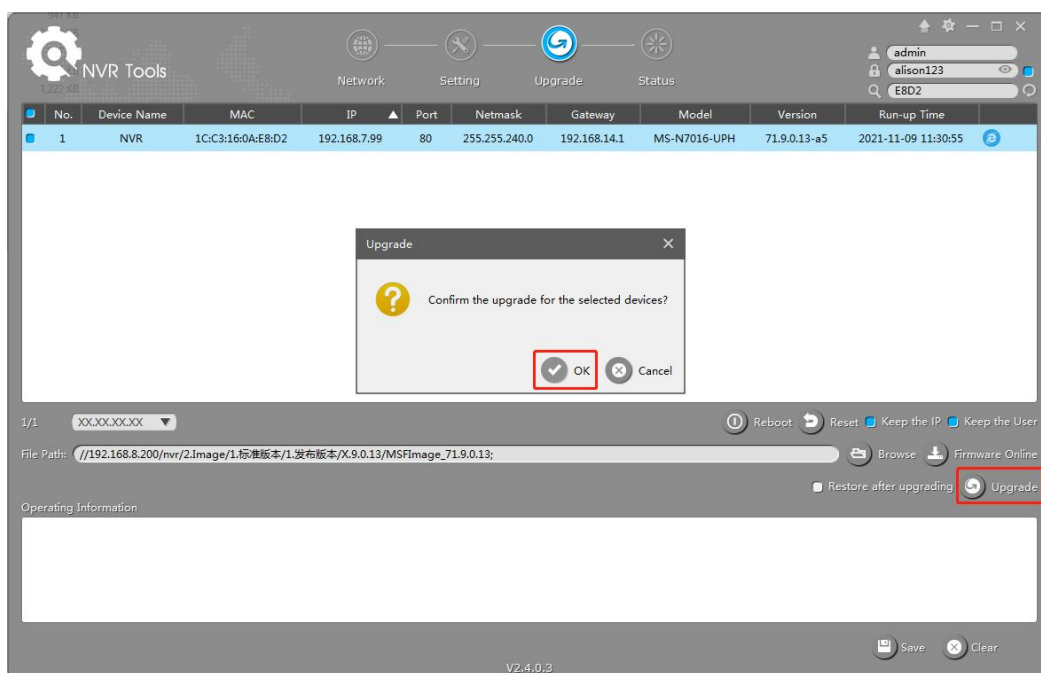 941 KB
NVR Tools
1,227 KB
Network
Setting
Upgrade
Status
admin
alison123
E8D2
No. Device Name MAC IP Port Netmask Gateway Model Version Run-up Time
1 NVR 1C:C3:16:0A:E8:D2 192.168.7.99 80 255.255.240.0 192.168.14.1 MS-N7016-UPH 71.9.0.13-a5 2021-11-09 11:30:55
Upgrade
Confirm the upgrade for the selected devices?
OK Cancel
1/1 XX.XX.XX.XX Reboot Reset Keep the IP Keep the User
File Path: //192.168.8.200/nvr/2.Image/1.标准版本/1.发布版本/X.9.0.13/MSFImage_71.9.0.13; Browse Firmware Online
Restore after upgrading Upgrade
Operating Information
Save Clear
V2.4.0.3